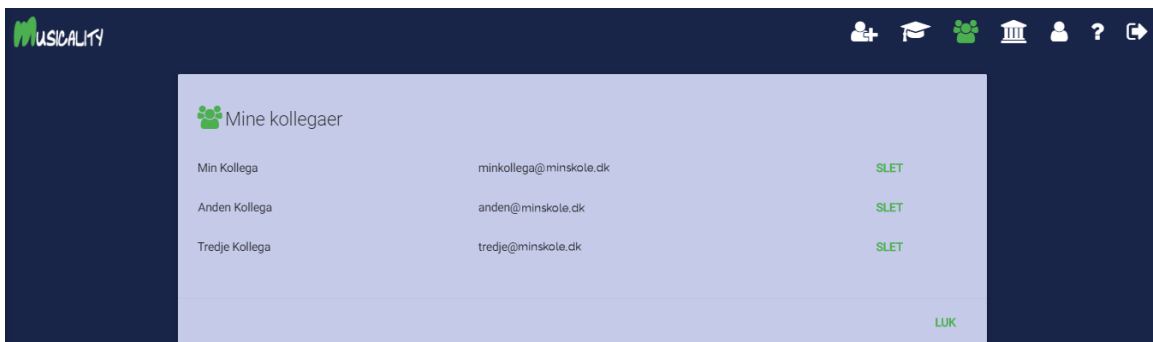 MUSICALITY
?
Mine kollegaer
Min Kollega minkollega@minskole.dk SLET
Anden Kollega anden@minskole.dk SLET
Tredje Kollega tredje@minskole.dk SLET
LUK